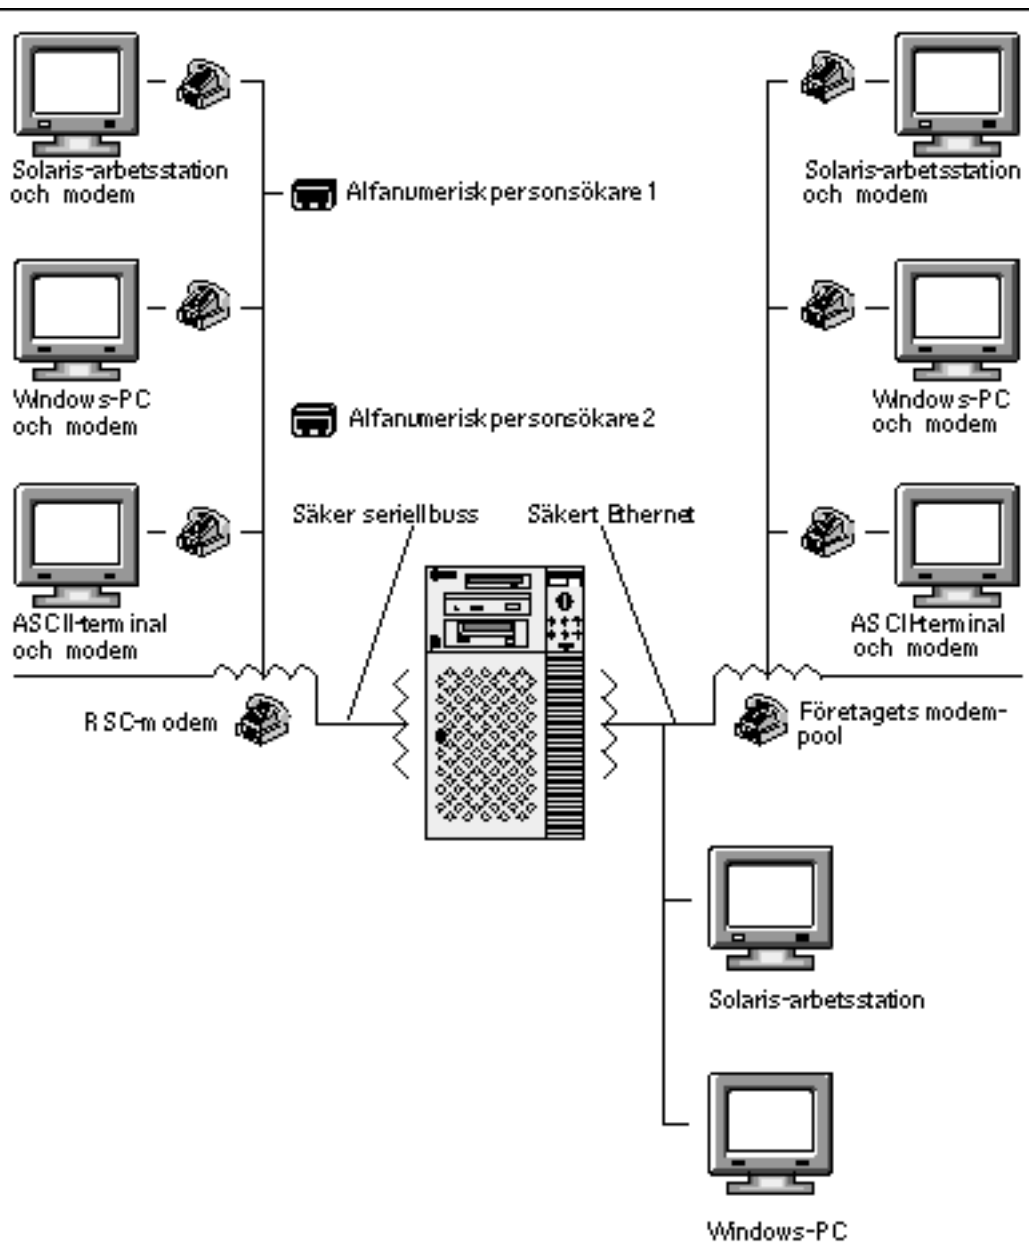 Solaris-arbetsstation
och modem
Solaris-arbetsstation
och modem
Alfanumerisk personsökare 1
Windows-PC
och modem
Windows-PC
och modem
Alfanumerisk personsökare 2
Säker seriell buss
Säkert Ethernet
ASCII-terminal
och modem
ASCII-terminal
och modem
RSC-modem
Företagets modem-
pool
Solaris-arbetsstation
Windows-PC